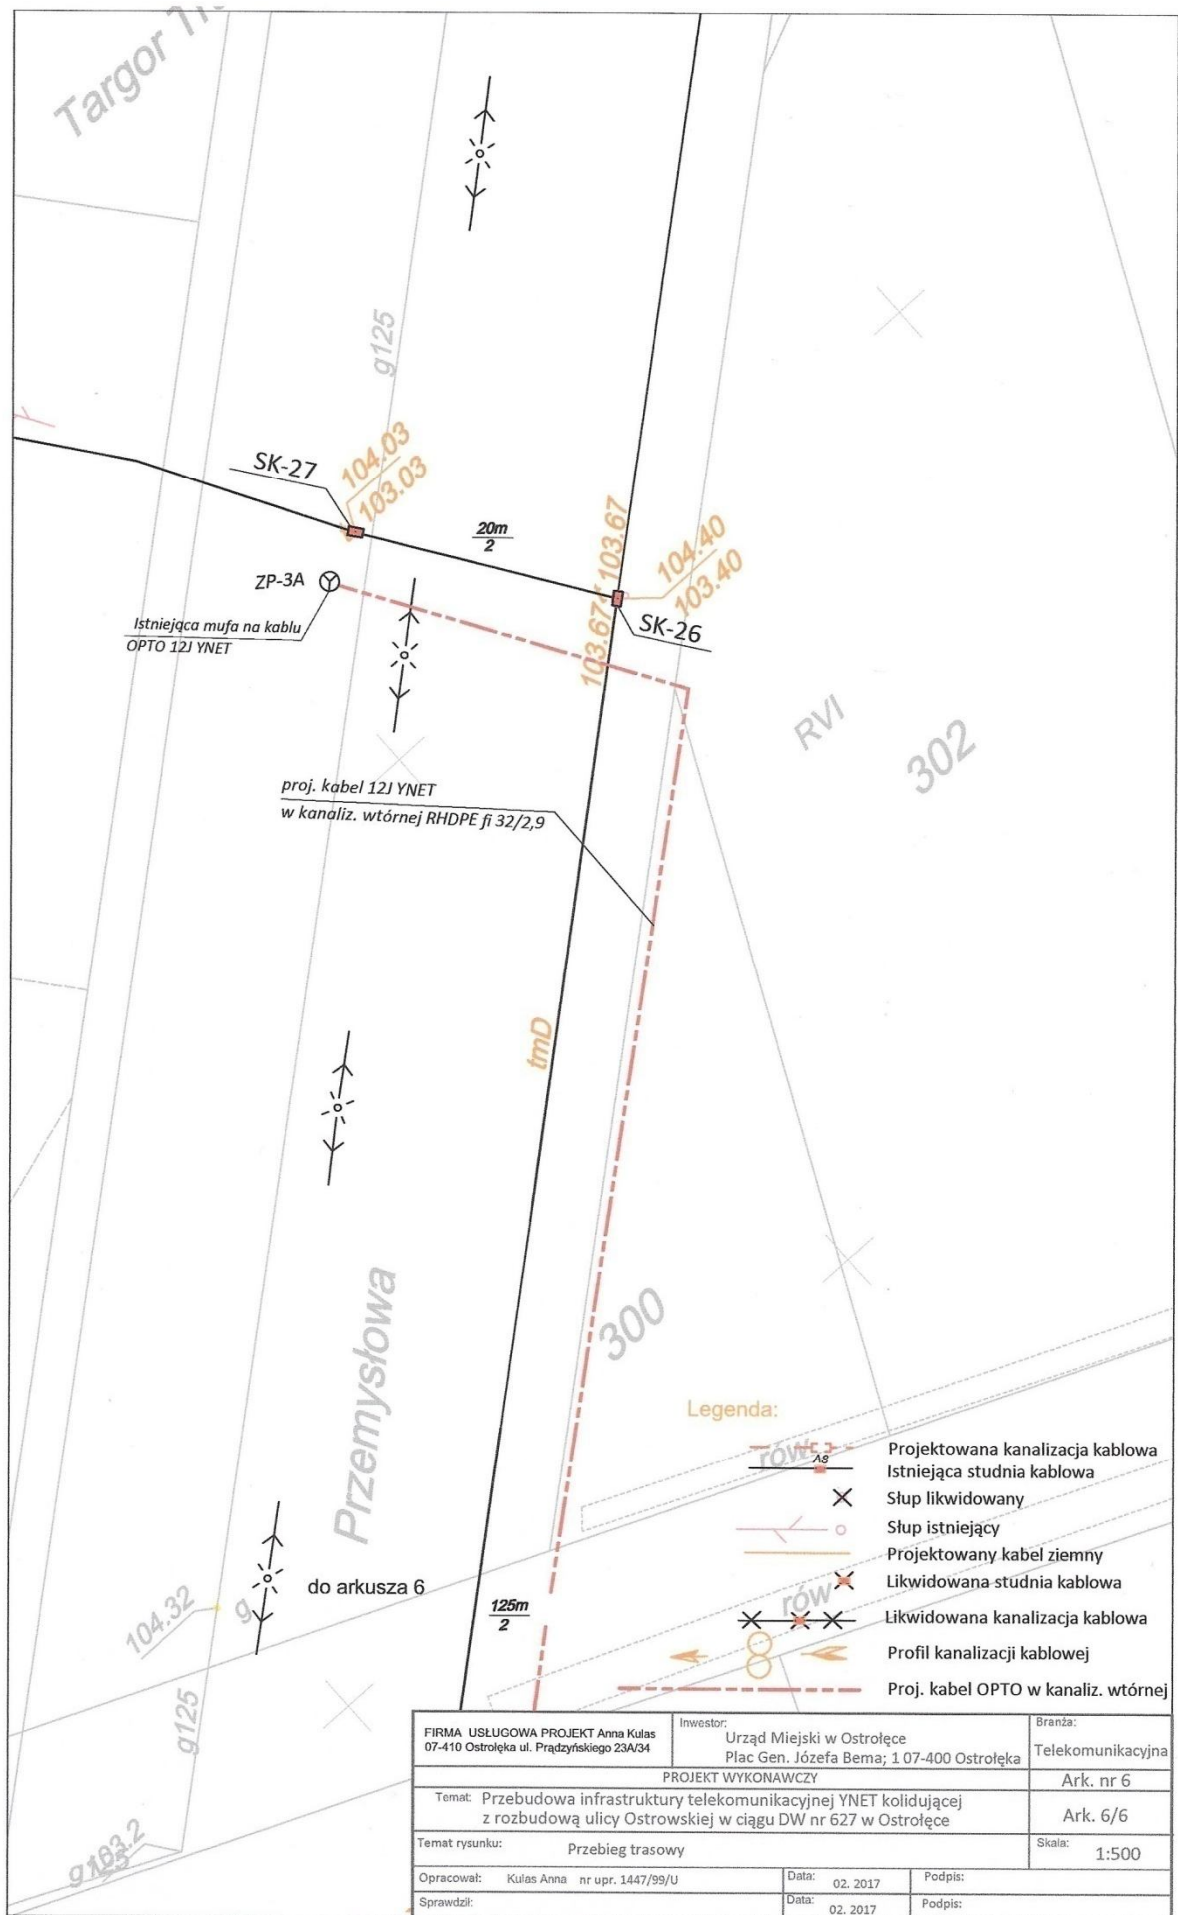 Targor
g125
SK-27
104.03
103.03
20m
2
103.67
103.67
104.40
103.40
SK-26
ZP-3A
Istniejąca mufa na kablu
OPTO 12J YNET
RVI
302
proj. kabel 12J YNET
w kanaliz. wtórnej RHDPE fi 32/2,9
tmD
Przemysłowa
300
do arkusza 6
125m
2
104.32
g
g125
g125
Legenda:
rów
Projektowana kanalizacja kablowa
Istniejąca studnia kablowa
Słup likwidowany
Słup istniejący
Projektowany kabel ziemny
Likwidowana studnia kablowa
rów
Likwidowana kanalizacja kablowa
Profil kanalizacji kablowej
Proj. kabel OPTO w kanaliz. wtórnej
FIRMA USŁUGOWA PROJEKT Anna Kulas
07-410 Ostrołęka ul. Prądzyńskiego 23A/34
Inwestor:
Urząd Miejski w Ostrołęce
Plac Gen. Józefa Bema; 1 07-400 Ostrołęka
Branża:
Telekomunikacyjna
PROJEKT WYKONAWCZY
Ark. nr 6
Temat: Przebudowa infrastruktury telekomunikacyjnej YNET kolidującej
z rozbudową ulicy Ostrowskiej w ciągu DW nr 627 w Ostrołęce
Ark. 6/6
Temat rysunku: Przebieg trasowy
Skala: 1:500
Opracował: Kulas Anna nr upr. 1447/99/U
Data: 02. 2017
Podpis:
Sprawdził:
Data: 02. 2017
Podpis: